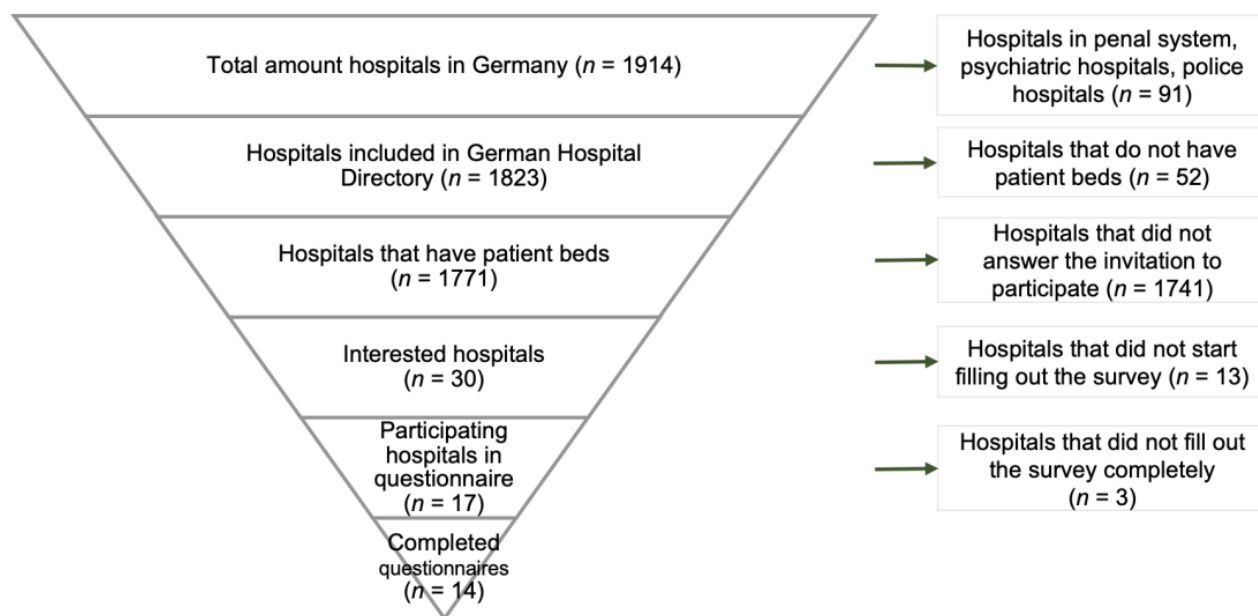 Total amount hospitals in Germany (n = 1914)
Hospitals in penal system,
psychiatric hospitals, police
hospitals (n = 91)
Hospitals included in German Hospital
Directory (n = 1823)
Hospitals that do not have
patient beds (n = 52)
Hospitals that have patient beds
(n = 1771)
Hospitals that did not
answer the invitation to
participate (n = 1741)
Interested hospitals
(n = 30)
Hospitals that did not start
filling out the survey (n = 13)
Participating
hospitals in
questionnaire
(n = 17)
Hospitals that did not fill out
the survey completely
(n = 3)
Completed
questionnaires
(n = 14)